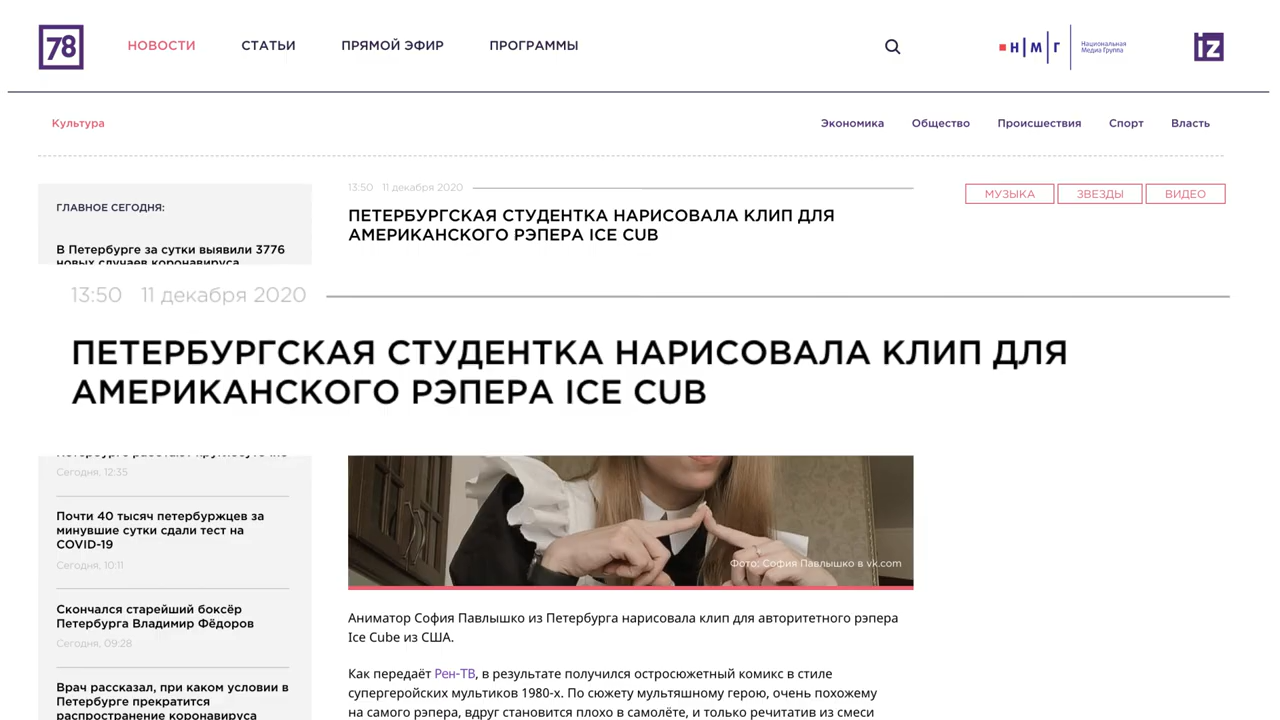 78
НОВОСТИ
СТАТЬИ
ПРЯМОЙ ЭФИР
ПРОГРАММЫ
Н М Г
Национальная
Медиа Группа
iz
Культура
Экономика
Общество
Происшествия
Спорт
Власть
ГЛАВНОЕ СЕГОДНЯ:
В Петербурге за сутки выявили 3776
новых случаев коронавируса
13:50 11 декабря 2020
ПЕТЕРБУРГСКАЯ СТУДЕНТКА НАРИСОВАЛА КЛИП ДЛЯ
АМЕРИКАНСКОГО РЭПЕРА ICE CUB
МУЗЫКА
ЗВЕЗДЫ
ВИДЕО
13:50 11 декабря 2020
ПЕТЕРБУРГСКАЯ СТУДЕНТКА НАРИСОВАЛА КЛИП ДЛЯ
АМЕРИКАНСКОГО РЭПЕРА ICE CUB
Сегодня, 12:35
Почти 40 тысяч петербуржцев за
минувшие сутки сдали тест на
COVID-19
Сегодня, 10:11
Скончался старейший боксёр
Петербурга Владимир Фёдоров
Сегодня, 09:28
Врач рассказал, при каком условии в
Петербурге прекратится
распространение коронавируса
Фото: София Павлышко в vk.com
Аниматор София Павлышко из Петербурга нарисовала клип для авторитетного рэпера
Ice Cube из США.
Как передаёт Рен-ТВ, в результате получился остросюжетный комикс в стиле
супергеройских мультиков 1980-х. По сюжету мультяшному герою, очень похожему
на самого рэпера, вдруг становится плохо в самолёте, и только речитатив из смеси